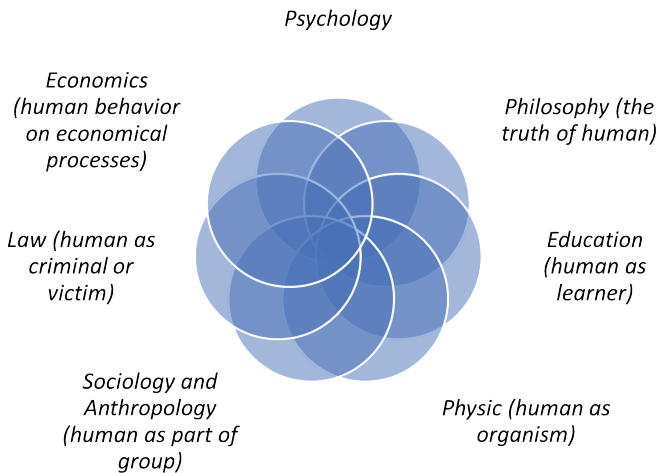 Psychology
Economics
(human behavior
on economical
processes)
Philosophy (the
truth of human)
Law (human as
criminal or
victim)
Education
(human as
learner)
Sociology and
Anthropology
(human as part of
group)
Physic (human as
organism)